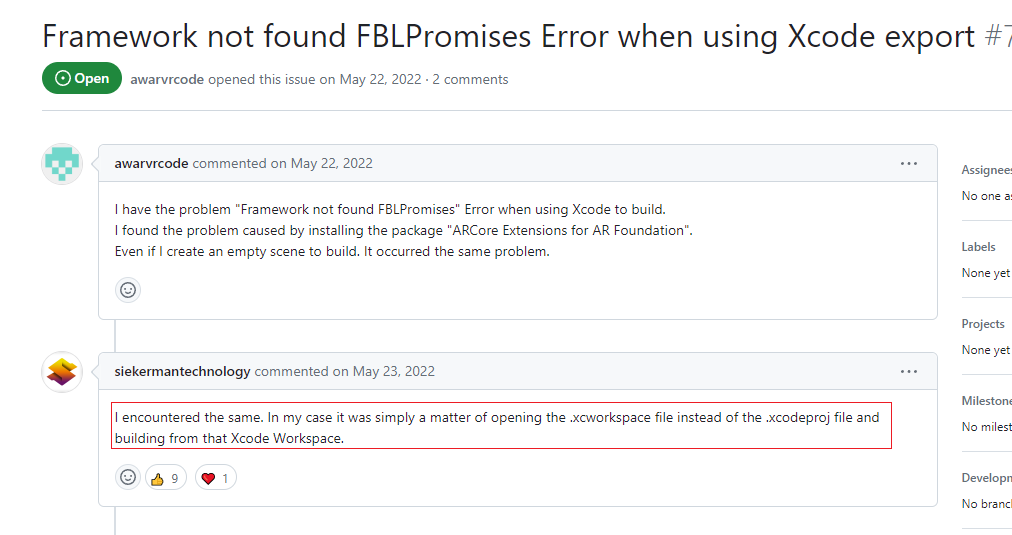 Framework not found FBLPromises Error when using Xcode export #7
Open awarvrcode opened this issue on May 22, 2022 · 2 comments
awarvrcode commented on May 22, 2022
I have the problem "Framework not found FBLPromises" Error when using Xcode to build.
I found the problem caused by installing the package "ARCore Extensions for AR Foundation".
Even if I create an empty scene to build. It occurred the same problem.
siekermantechnology commented on May 23, 2022
I encountered the same. In my case it was simply a matter of opening the .xcworkspace file instead of the .xcodeproj file and
building from that Xcode Workspace.
9 1
Assignees
No one as
Labels
None yet
Projects
None yet
Milestone
No milest
Developm
No branc